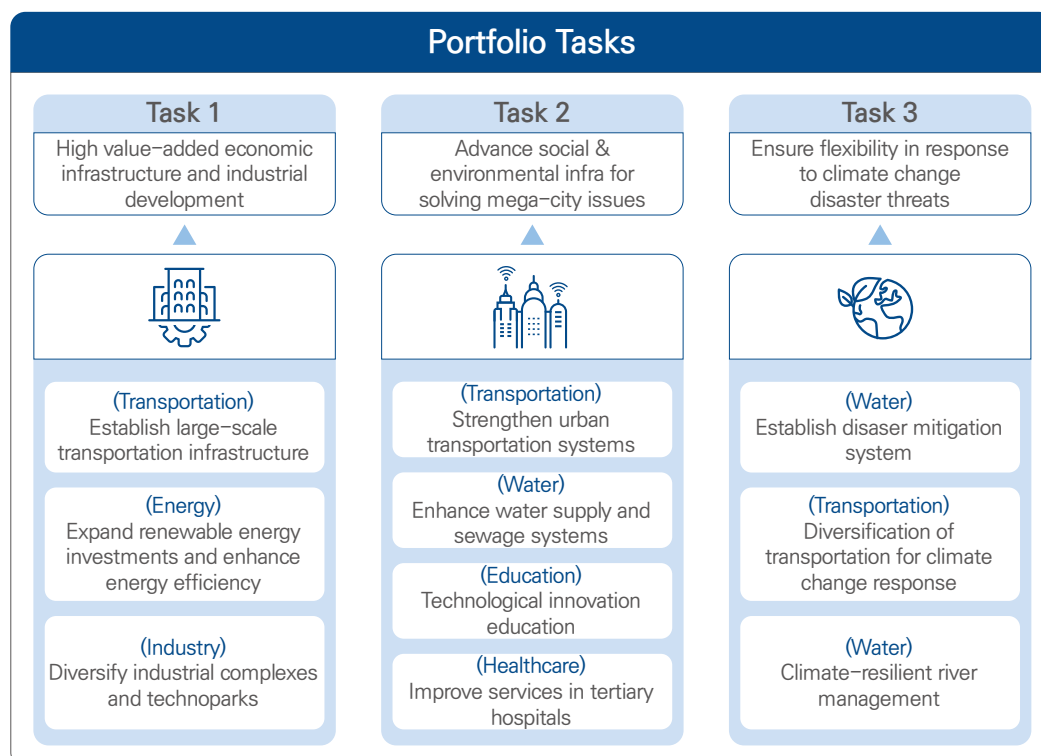 Portfolio Tasks
Task 1
High value-added economic
infrastructure and industrial
development
(Transportation)
Establish large-scale
transportation infrastructure
(Energy)
Expand renewable energy
investments and enhance
energy efficiency
(Industry)
Diversify industrial complexes
and technoparks
Task 2
Advance social &
environmental infra for
solving mega-city issues
(Transportation)
Strengthen urban
transportation systems
(Water)
Enhance water supply and
sewage systems
(Education)
Technological innovation
education
(Healthcare)
Improve services in tertiary
hospitals
Task 3
Ensure flexibility in response
to climate change
disaster threats
(Water)
Establish disaser mitigation
system
(Transportation)
Diversification of
transportation for climate
change response
(Water)
Climate-resilient river
management